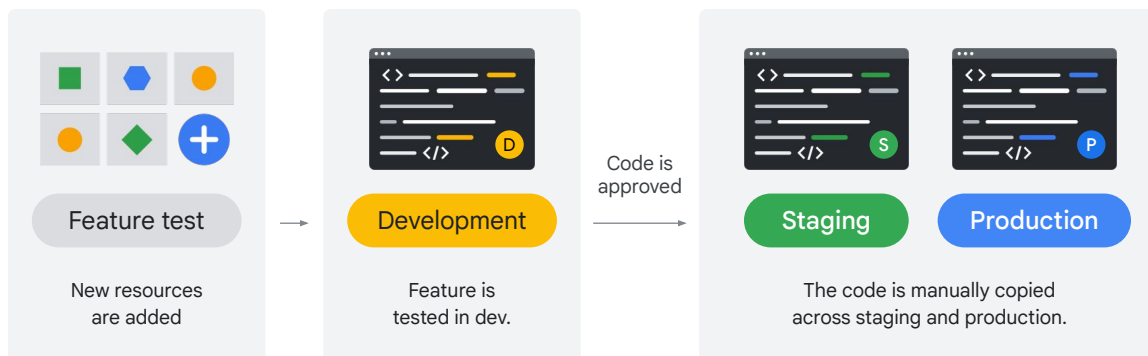 Feature test
New resources
are added
< >
</>
D
Development
Feature is
tested in dev.
Code is
approved
< >
</>
S
Staging
< >
</>
P
Production
The code is manually copied
across staging and production.